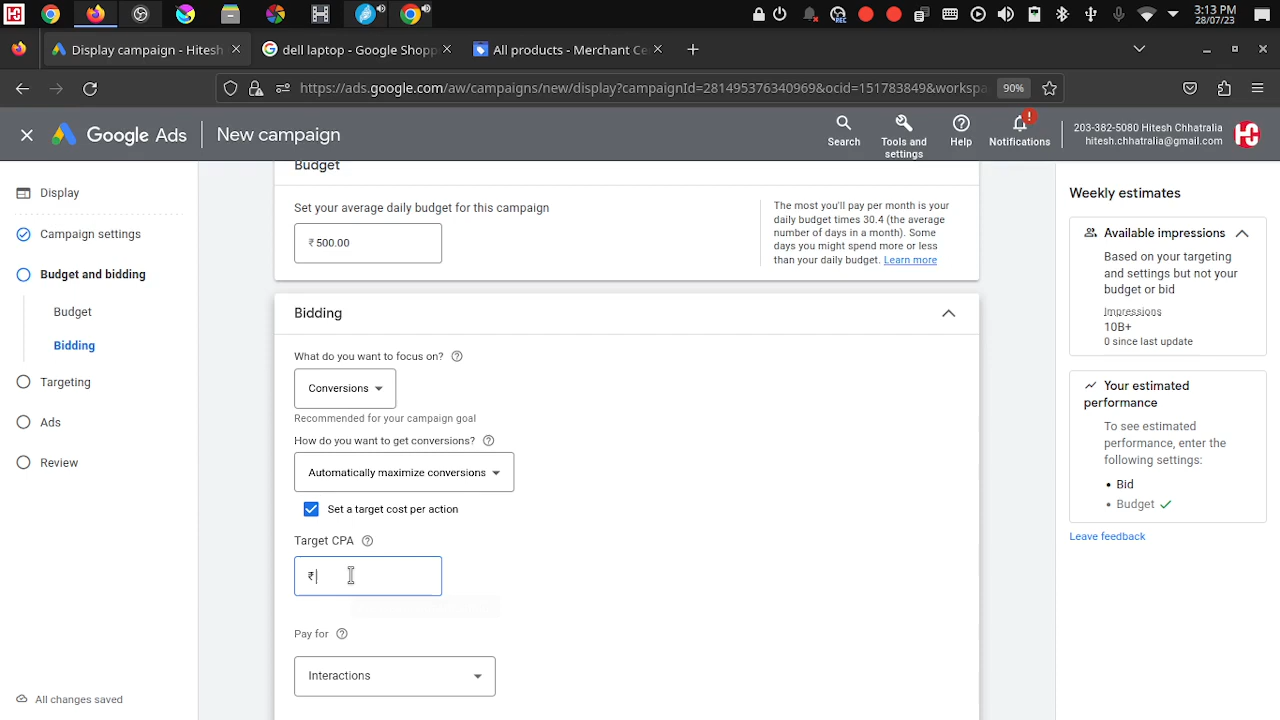 REC
3:13 PM
28/07/23
Display campaign - Hitesh
dell laptop - Google Shopp
All products - Merchant Ce
https://ads.google.com/aw/campaigns/new/display?campaignId=281495376340969&ocid=151783849&workspa
90%
Google Ads
New campaign
Search
Tools and settings
Help
Notifications
203-382-5080 Hitesh Chhatralia
hitesh.chhatralia@gmail.com
Display
Campaign settings
Budget and bidding
Budget
Bidding
Targeting
Ads
Review
All changes saved
Budget
Set your average daily budget for this campaign
₹500.00
The most you'll pay per month is your
daily budget times 30.4 (the average
number of days in a month). Some
days you might spend more or less
than your daily budget. Learn more
Bidding
What do you want to focus on?
Conversions
Recommended for your campaign goal
How do you want to get conversions?
Automatically maximize conversions
Set a target cost per action
Target CPA
₹
Pay for
Interactions
Weekly estimates
Available impressions
Based on your targeting
and settings but not your
budget or bid
Impressions
10B+
0 since last update
Your estimated
performance
To see estimated
performance, enter the
following settings:
• Bid
• Budget
Leave feedback